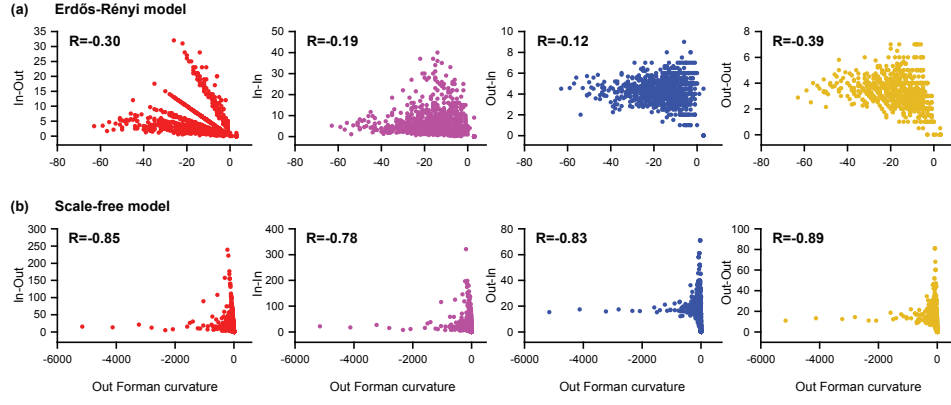 (a) Erdős-Rényi model
R=-0.30 R=-0.19 R=-0.12 R=-0.39
In-Out
35
30
25
20
15
10
5
0
-80 -60 -40 -20 0
In-In
50
40
30
20
10
0
-80 -60 -40 -20 0
Out-In
10
8
6
4
2
0
-80 -60 -40 -20 0
Out-Out
8
6
4
2
0
-80 -60 -40 -20 0
(b) Scale-free model
R=-0.85 R=-0.78 R=-0.83 R=-0.89
In-Out
300
250
200
150
100
50
0
-6000 -4000 -2000 0
Out Forman curvature
In-In
400
300
200
100
0
-6000 -4000 -2000 0
Out Forman curvature
Out-In
80
60
40
20
0
-6000 -4000 -2000 0
Out Forman curvature
Out-Out
100
80
60
40
20
0
-6000 -4000 -2000 0
Out Forman curvature